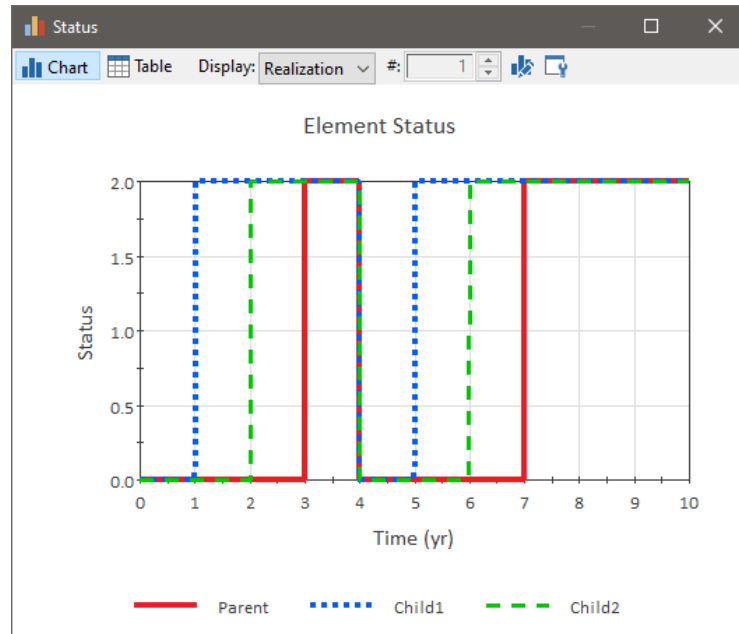 Status
Chart Table Display: Realization #: 1
Element Status
2.0
1.5
1.0
0.5
0.0
Status
0 1 2 3 4 5 6 7 8 9 10
Time (yr)
Parent Child1 Child2